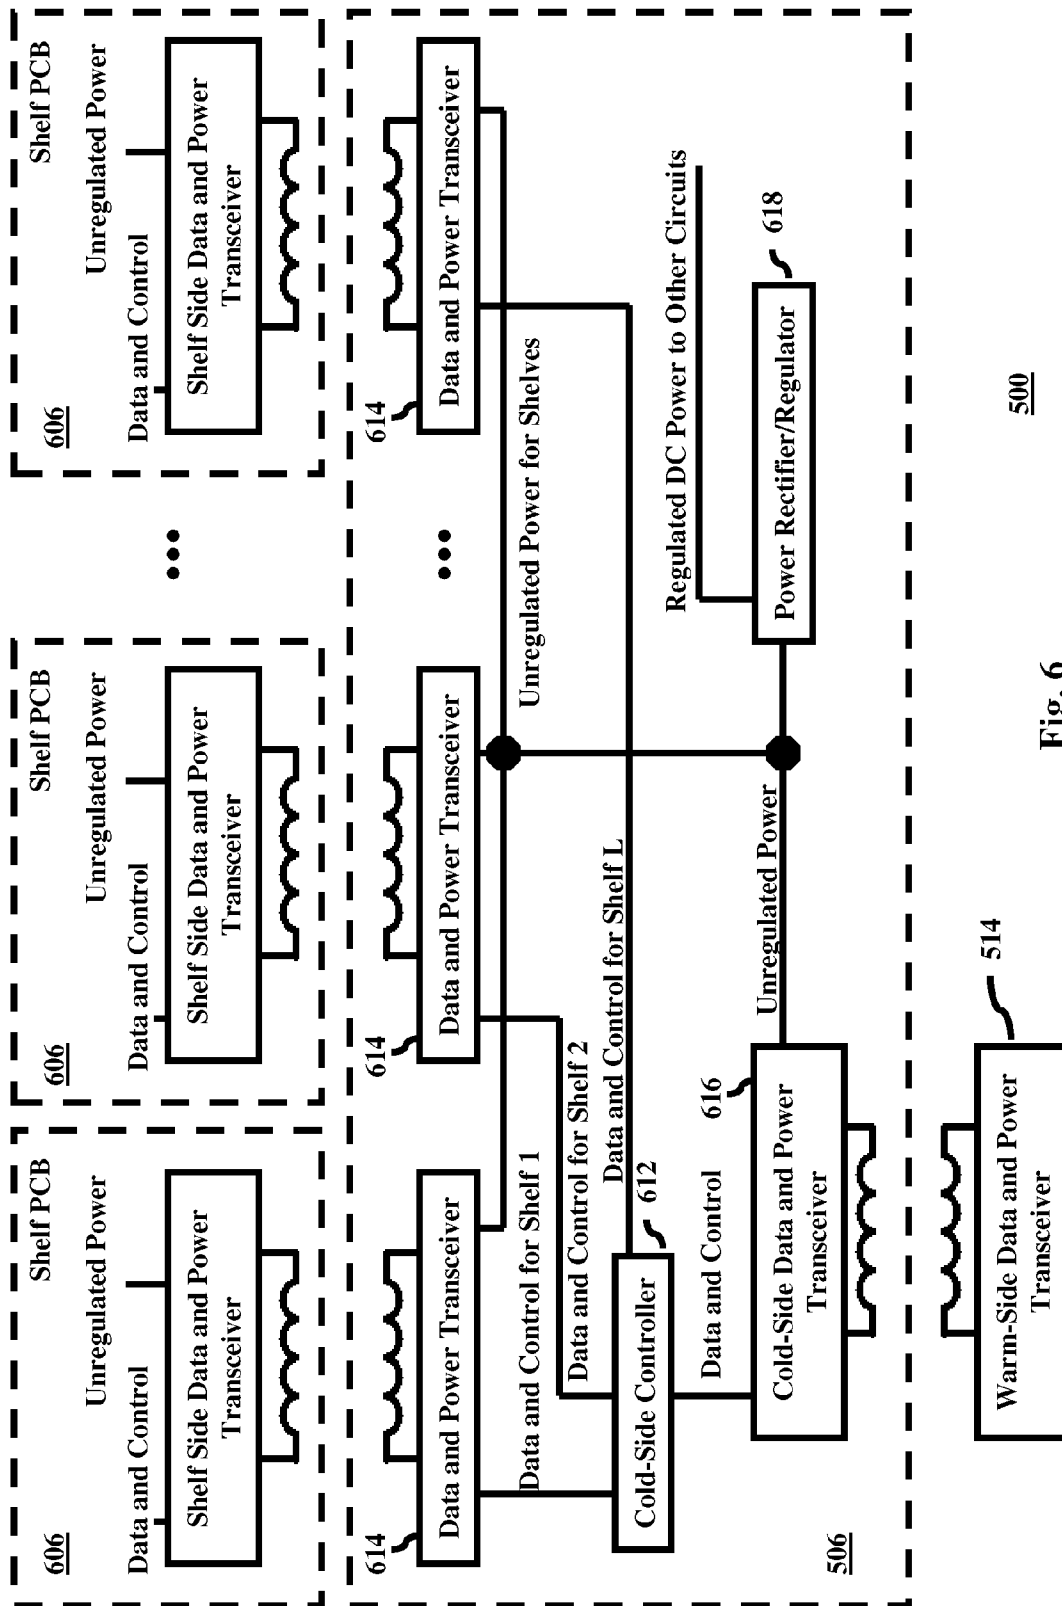 Shelf PCB
Unregulated Power
Data and Control
606
Shelf Side Data and Power
Transceiver
Shelf PCB
Unregulated Power
Data and Control
606
Shelf Side Data and Power
Transceiver
Shelf PCB
Unregulated Power
Data and Control
606
Shelf Side Data and Power
Transceiver
614
Data and Power Transceiver
614
Data and Power Transceiver
614
Data and Power Transceiver
Unregulated Power for Shelves
Data and Control for Shelf 1
Data and Control for Shelf 2
Data and Control for Shelf L
Cold-Side Controller
612
Regulated DC Power to Other Circuits
Data and Control
616
Cold-Side Data and Power
Transceiver
Unregulated Power
Power Rectifier/Regulator
618
506
514
Warm-Side Data and Power
Transceiver
500
Fig. 6